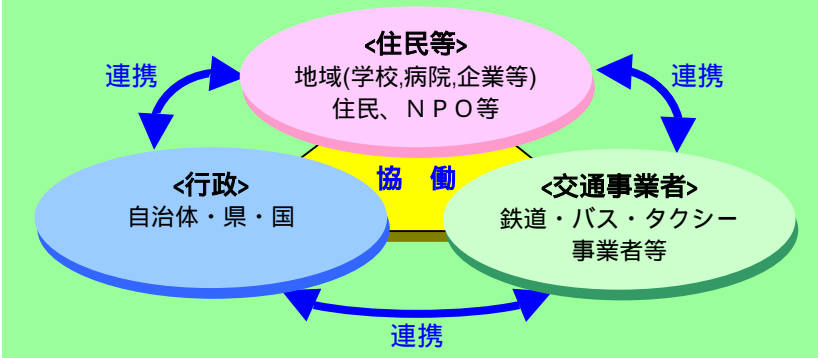 <住民等>
地域(学校,病院,企業等)
住民、ＮＰＯ等
連携
連携
協　働
<行政>
自治体・県・国
<交通事業者>
鉄道・バス・タクシー
事業者等
連携